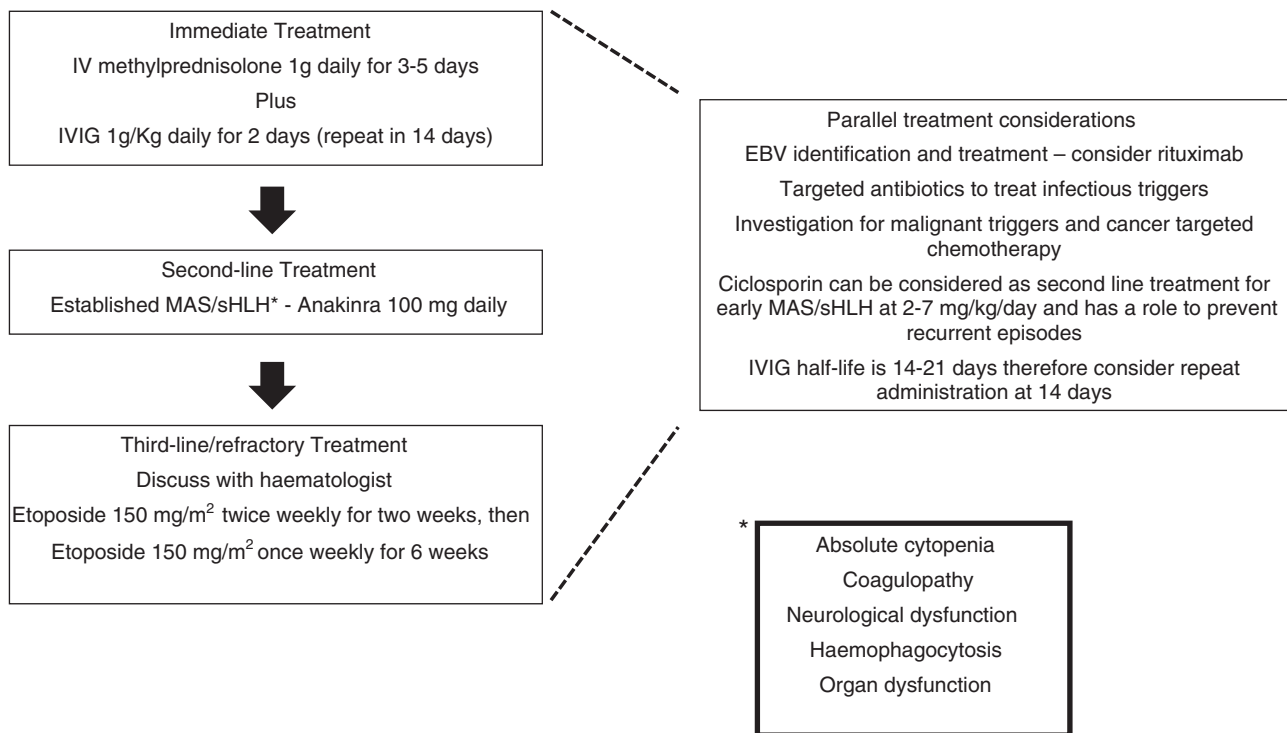 Immediate Treatment
IV methylprednisolone 1g daily for 3-5 days
Plus
IVIG 1g/Kg daily for 2 days (repeat in 14 days)
Second-line Treatment
Established MAS/sHLH* - Anakinra 100 mg daily
Third-line/refractory Treatment
Discuss with haematologist
Etoposide 150 mg/m² twice weekly for two weeks, then
Etoposide 150 mg/m² once weekly for 6 weeks
Parallel treatment considerations
EBV identification and treatment – consider rituximab
Targeted antibiotics to treat infectious triggers
Investigation for malignant triggers and cancer targeted
chemotherapy
Ciclosporin can be considered as second line treatment for
early MAS/sHLH at 2-7 mg/kg/day and has a role to prevent
recurrent episodes
IVIG half-life is 14-21 days therefore consider repeat
administration at 14 days
*
Absolute cytopenia
Coagulopathy
Neurological dysfunction
Haemophagocytosis
Organ dysfunction